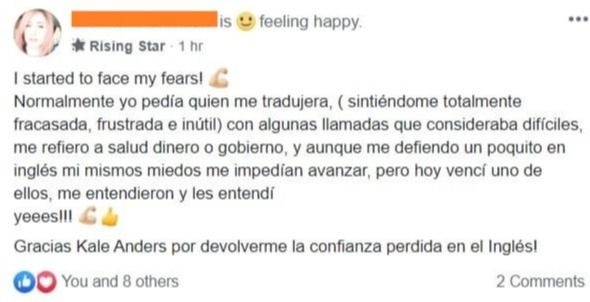 is 🙂 feeling happy.
Rising Star · 1 hr
I started to face my fears! 💪
Normalmente yo pedía quien me tradujera, ( sintiéndome totalmente
fracasada, frustrada e inútil) con algunas llamadas que consideraba difíciles,
me refiero a salud dinero o gobierno, y aunque me defiendo un poquito en
inglés mi mismos miedos me impedían avanzar, pero hoy vencí uno de
ellos, me entendieron y les entendí
yeees!!! 💪👍
Gracias Kale Anders por devolverme la confianza perdida en el Inglés!
You and 8 others
2 Comments